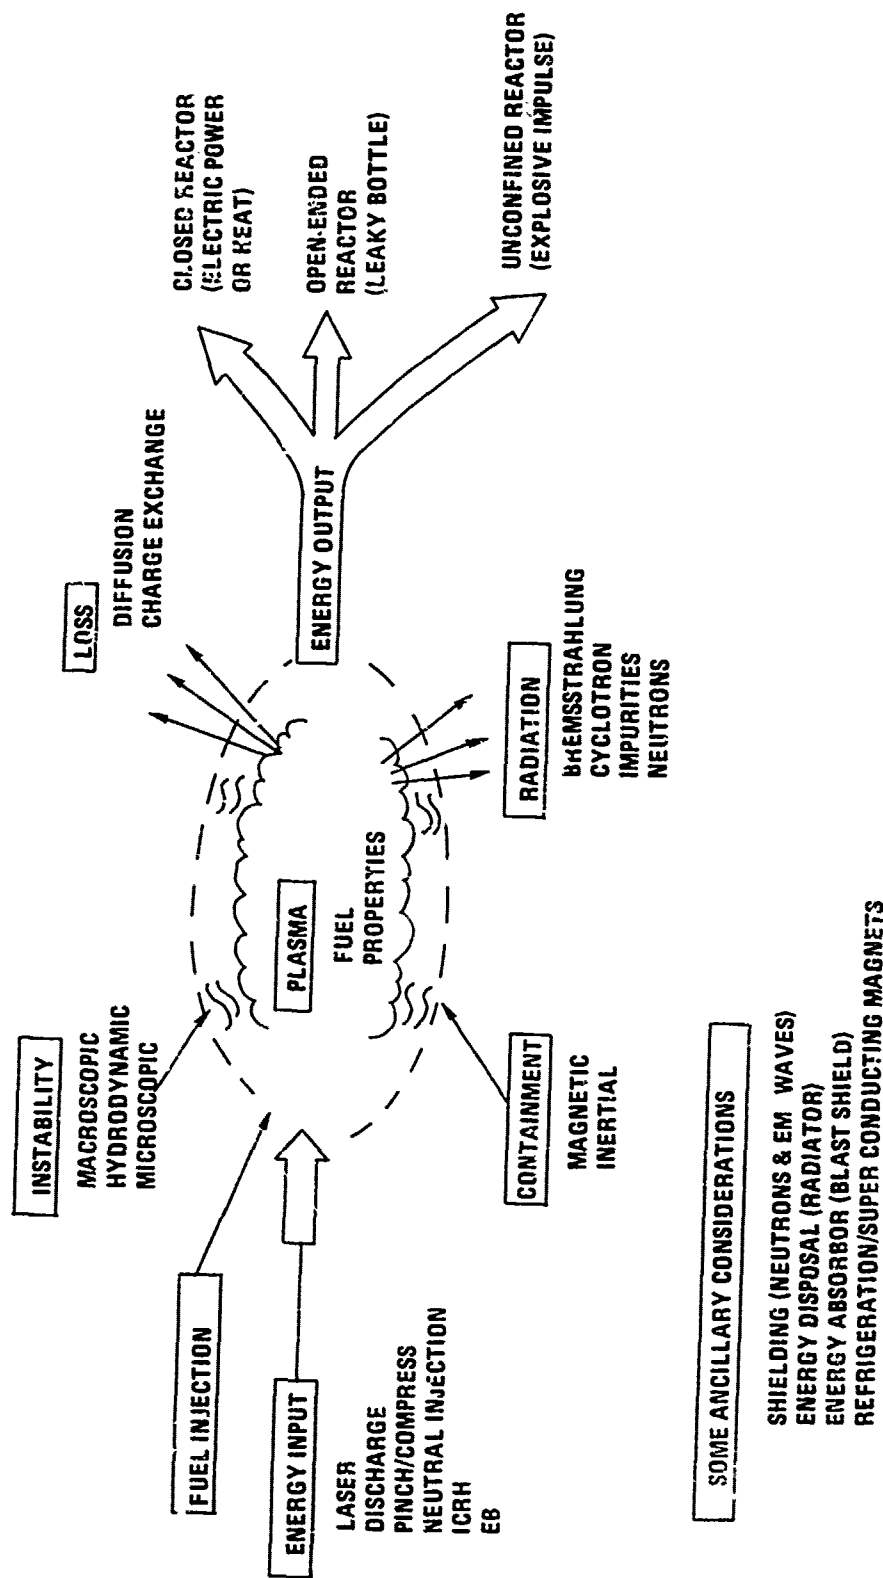 FUEL INJECTION
ENERGY INPUT
LASER
DISCHARGE
PINCH/COMPRESS
NEUTRAL INJECTION
ICRH
EB
INSTABILITY
MACROSCOPIC
HYDRODYNAMIC
MICROSCOPIC
CONTAINMENT
MAGNETIC
INERTIAL
PLASMA
FUEL
PROPERTIES
LOSS
DIFFUSION
CHARGE EXCHANGE
RADIATION
BREMSSTRAHLUNG
CYCLOTRON
IMPURITIES
NEUTRONS
ENERGY OUTPUT
CLOSED REACTOR
(ELECTRIC POWER
OR HEAT)
OPEN-ENDED
REACTOR
(LEAKY BOTTLE)
UNCONFINED REACTOR
(EXPLOSIVE IMPULSE)
SOME ANCILLARY CONSIDERATIONS
SHIELDING (NEUTRONS & EM WAVES)
ENERGY DISPOSAL (RADIATOR)
ENERGY ABSORBOR (BLAST SHIELD)
REFRIGERATION/SUPER CONDUCTING MAGNETS